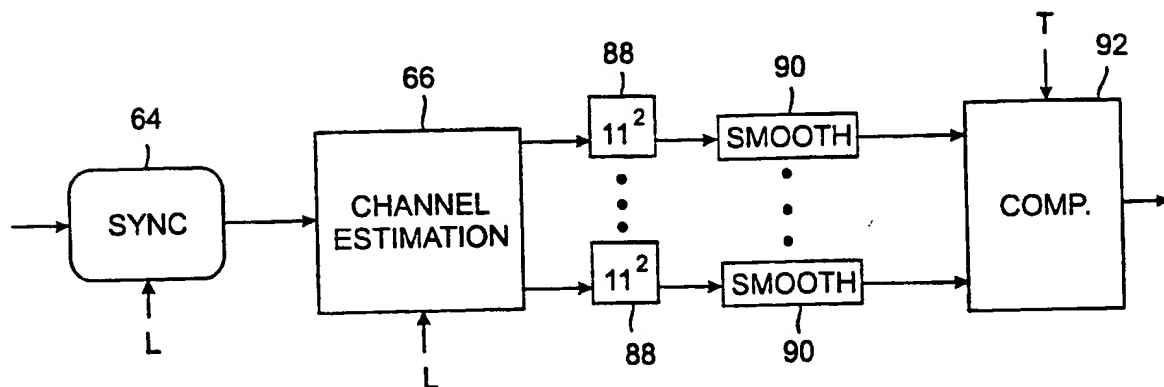 T
88
90
92
66
64
11²
SMOOTH
SYNC
CHANNEL
ESTIMATION
COMP.
11²
SMOOTH
L
L
88
90